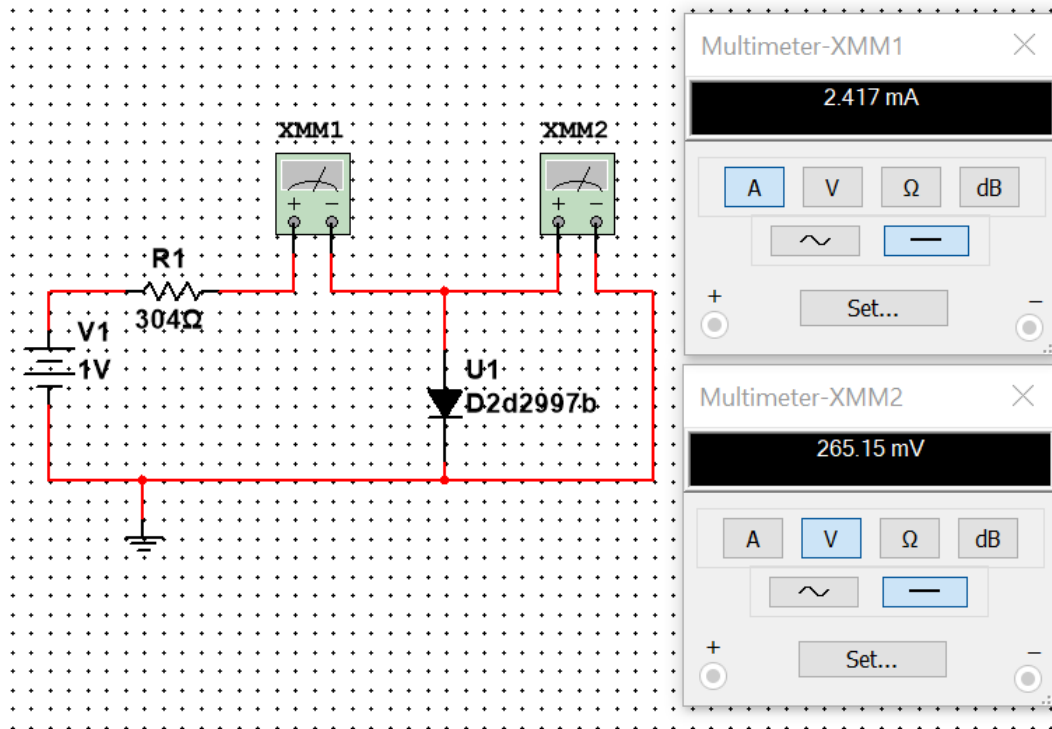 XMM1
XMM2
R1
304Ω
V1
1V
U1
D2d2997b
+ −
+ −
Multimeter-XMM1
2.417 mA
A V Ω dB
+ −
Set...
Multimeter-XMM2
265.15 mV
A V Ω dB
+ −
Set...